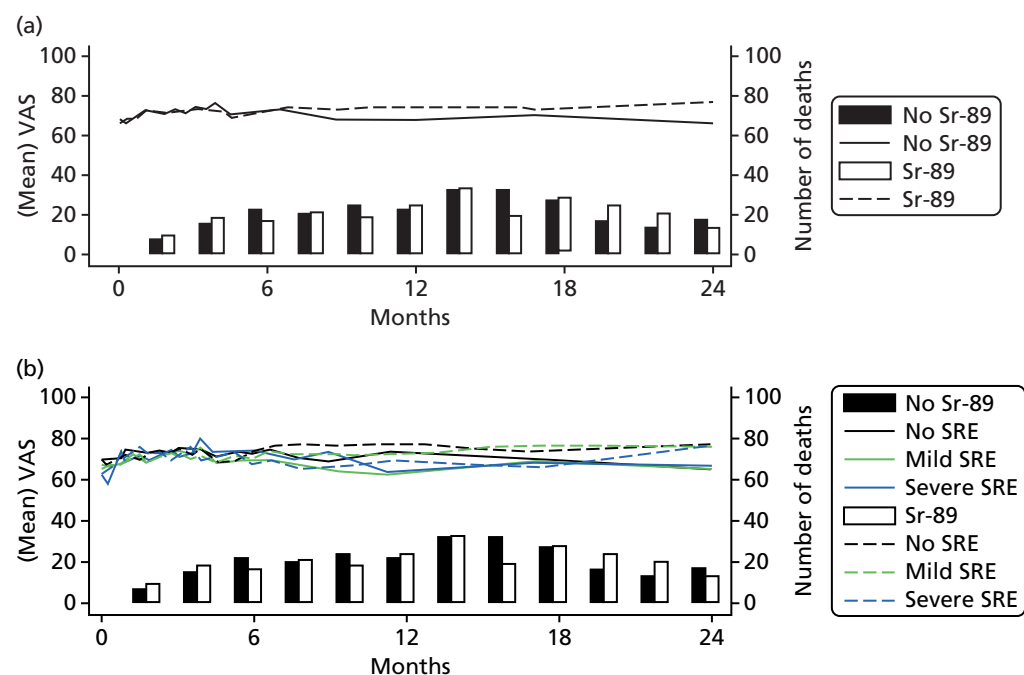 (a)
100
80
60
40
20
0
(Mean) VAS
100
80
60
40
20
0
Number of deaths
0 6 12 18 24
Months
No Sr-89
No Sr-89
Sr-89
Sr-89
(b)
100
80
60
40
20
0
(Mean) VAS
100
80
60
40
20
0
Number of deaths
0 6 12 18 24
Months
No Sr-89
No SRE
Mild SRE
Severe SRE
Sr-89
No SRE
Mild SRE
Severe SRE